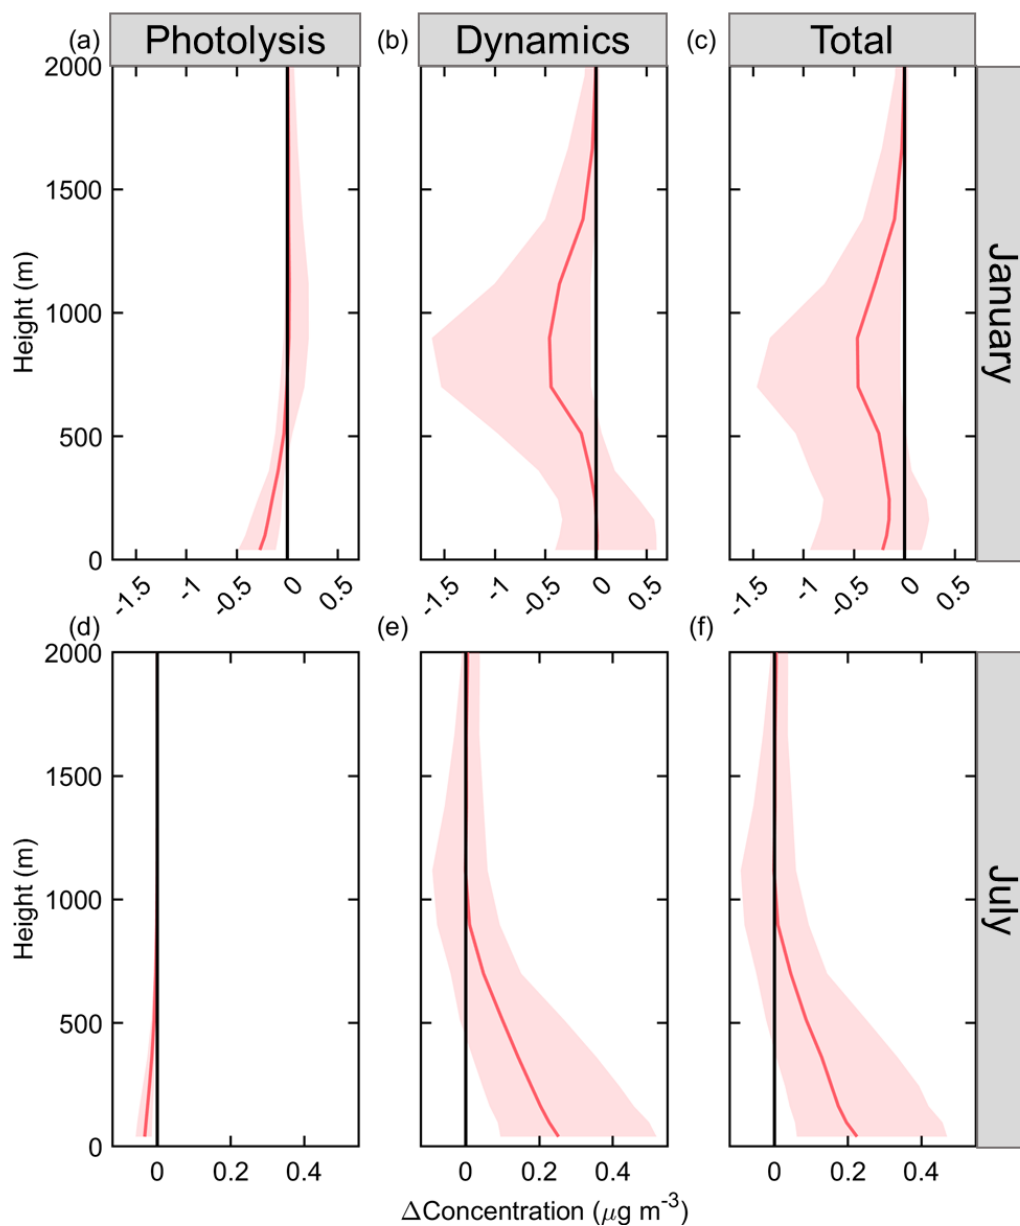 (a) Photolysis (b) Dynamics (c) Total
2000
1500
1000
500
0
Height (m)
-1.5 -1 -0.5 0 0.5 -1.5 -1 -0.5 0 0.5 -1.5 -1 -0.5 0 0.5
January
(d) (e) (f)
2000
1500
1000
500
0
Height (m)
0 0.4 0 0.2 0.4 0 0.2 0.4
July
ΔConcentration (μg m⁻³)